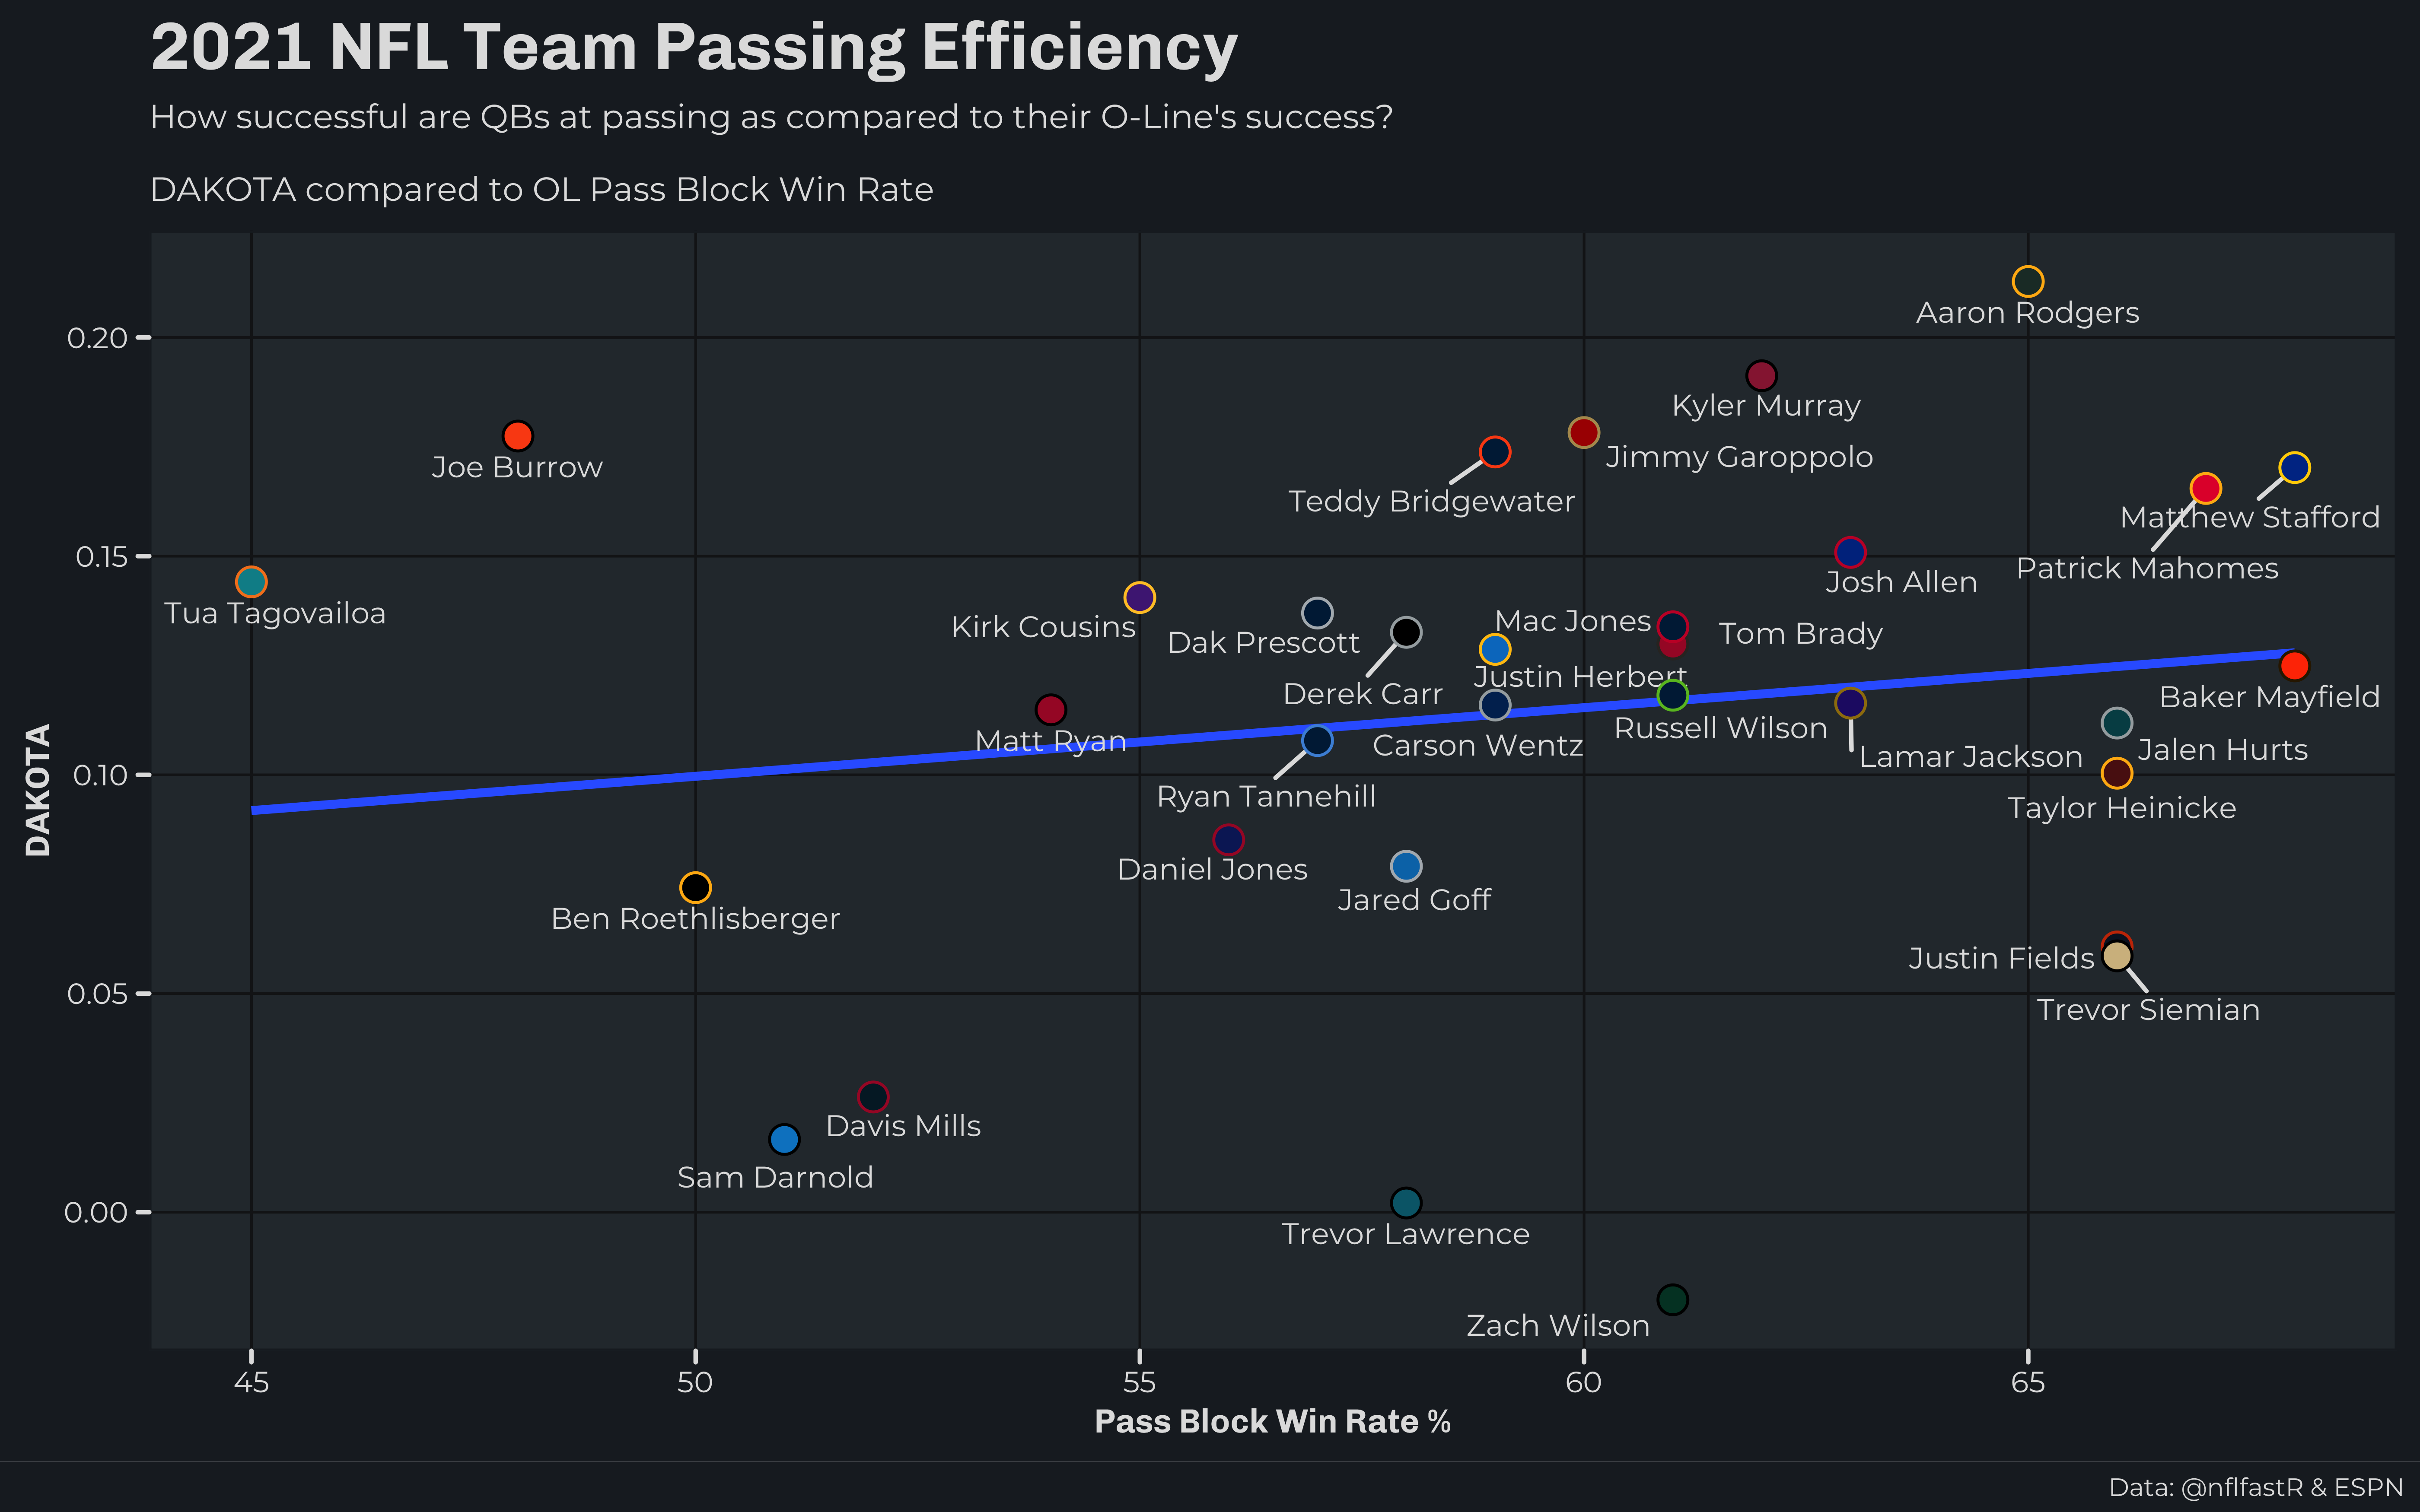 2021 NFL Team Passing Efficiency
How successful are QBs at passing as compared to their O-Line's success?
DAKOTA compared to OL Pass Block Win Rate
Aaron Rodgers
0.20
Kyler Murray
Joe Burrow
Jimmy Garoppolo
Teddy Bridgewater
Matthew Stafford
0.15
Patrick Mahomes
Josh Allen
Tua Tagovailoa
Kirk Cousins
Mac Jones
Tom Brady
Dak Prescott
Justin Herbert
Derek Carr
Baker Mayfield
Russell Wilson
Matt Ryan
Carson Wentz
Jalen Hurts
Lamar Jackson
0.10
DAKOTA
Ryan Tannehill
Taylor Heinicke
Daniel Jones
Jared Goff
Ben Roethlisberger
Justin Fields
0.05
Trevor Siemian
Davis Mills
Sam Darnold
0.00
Trevor Lawrence
Zach Wilson
45 50 55 60 65
Pass Block Win Rate %
Data: @nflfastR & ESPN